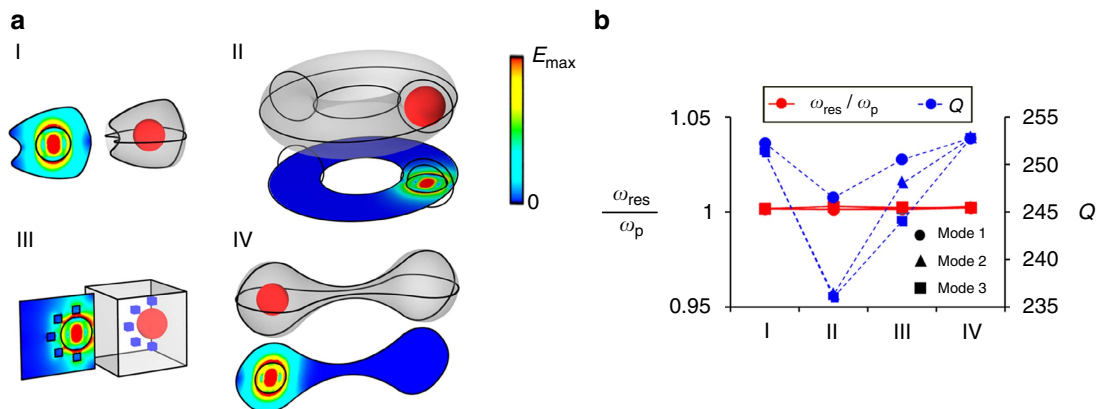 a
I
II
E max
0
III
IV
b
ω res / ω p
Q
1.05
1
0.95
ω res
ω p
255
250
245
240
235
Q
Mode 1
Mode 2
Mode 3
I II III IV